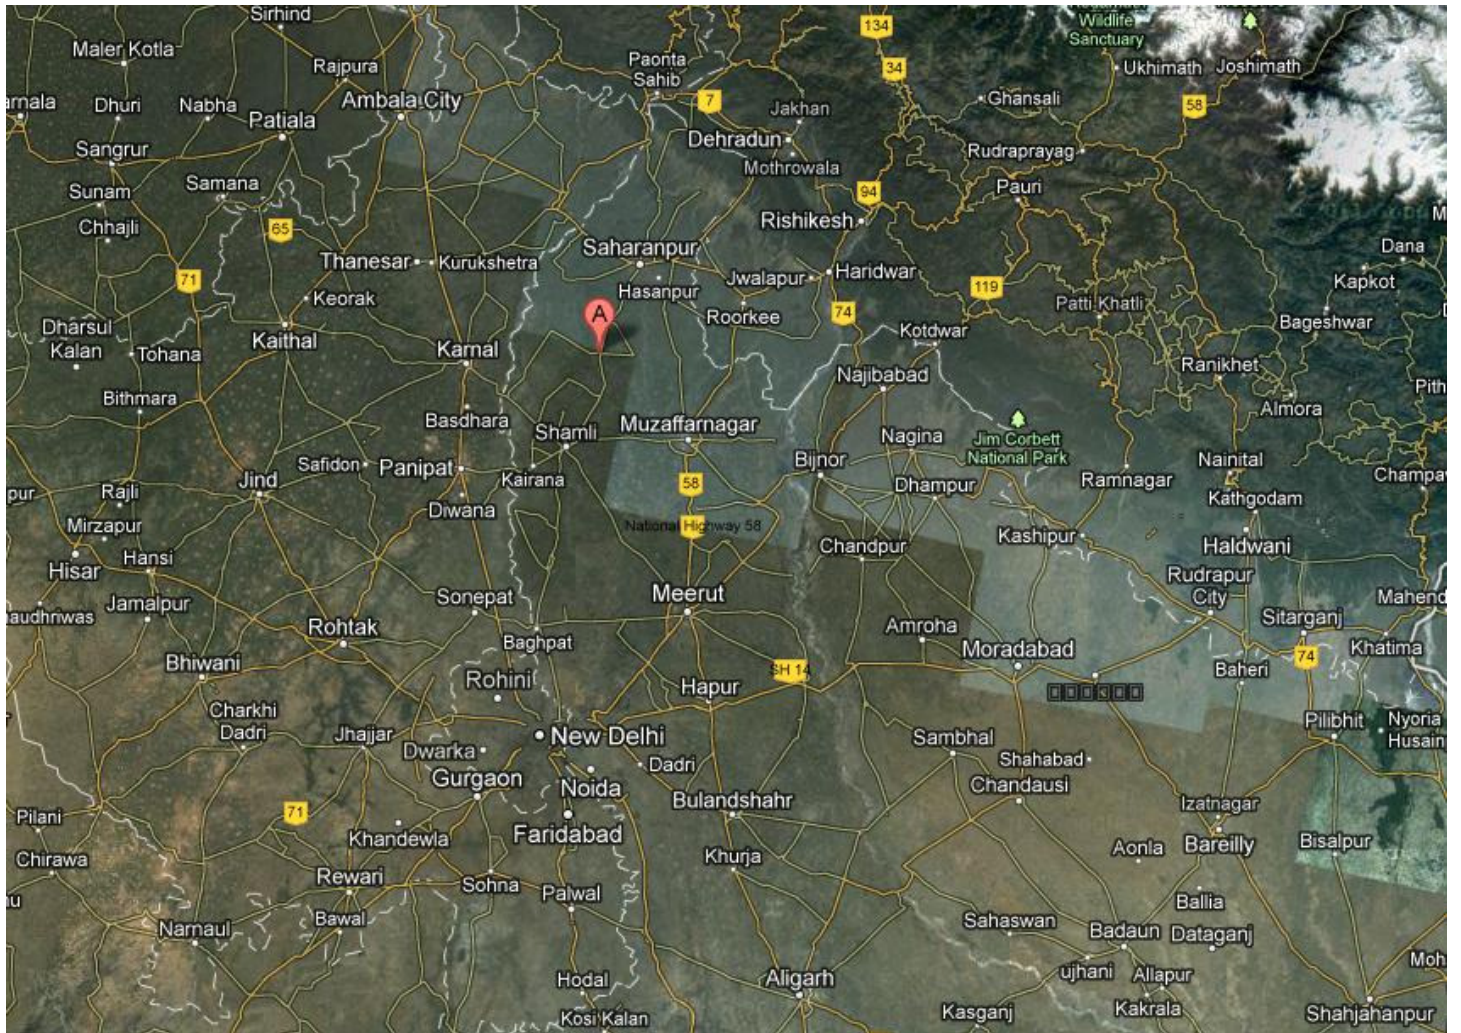 Sirhind
134
Wildlife
Sanctuary
Maler Kotla
Paonta
Sahib
Rajpura
34
Ukhimath
Joshimath
Dhuri
Nabha
Ambala City
7
Jakhan
Ghansali
58
Patiala
Dehradun
Sangrur
Mothrowala
Rudraprayag
Samana
Sunam
94
Pauri
Chhajli
65
Rishikesh
Saharanpur
Dana
Thanesar
Kurukshetra
Jwalapur
Haridwar
71
Hasanpur
119
Kapkot
Keorak
Patti Khatli
A
Roorkee
74
Bageshwar
Dharsul
Kalan
Tohana
Kaithal
Karnal
Kotdwar
Ranikhet
Najibabad
Pith
Bithmara
Almora
Basdhara
Shamli
Muzaffarnagar
Nagina
Jim Corbett
National Park
Safidon
Panipat
Kairana
Bijnor
Nainital
Jind
58
Dhampur
Ramnagar
Champa
pur
Rajli
Kathgodam
Diwana
Mirzapur
National Highway 58
Kashipur
Hansi
Chandpur
Haldwani
Hisar
Rudrapur
City
Jamalpur
Sonepat
Meerut
Mahend
audhriwas
Rohtak
Amroha
Sitarganj
Baghpat
Khatima
Bhiwani
Moradabad
74
Rohini
SH 14
Baheri
Hapur
Charkhi
Dadri
Jhajjar
New Delhi
Sambhal
Pilibhit
Nyoria
Husain
Dwarka
Dadri
Shahabad
Gurgaon
Noida
Chandausi
Bulandshahr
Izatnagar
71
Pilani
Khandewla
Faridabad
Aonla
Bareilly
Bisalpur
Chirawa
Khurja
Rewari
Sohna
Palwal
Ballia
Narnaul
Bawal
Sahaswan
Badaun
Dataganj
Moh
Hodal
Aligarh
ujhani
Allapur
Kosi Kalan
Kasganj
Kakrala
Shahjahanpur